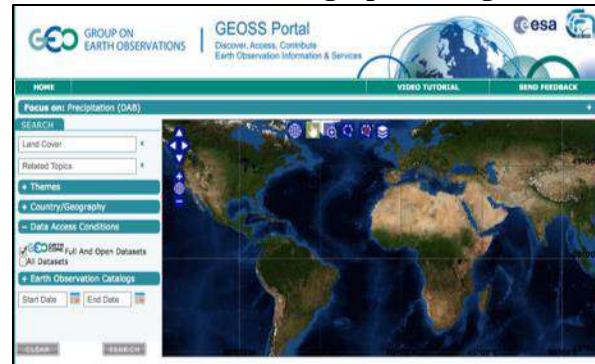 GEO GROUP ON
EARTH OBSERVATIONS
GEOSS Portal
Discover, Access, Contribute
Earth Observation Information & Services
esa
HOME
VIDEO TUTORIAL
SEND FEEDBACK
Focus on: Precipitation (DAB)
+
SEARCH
Land Cover
Related Topics
+ Themes
+ Country/Geography
− Data Access Conditions
GEO Full And Open Datasets
All Datasets
+ Earth Observation Catalogs
Start Date
End Date
CLEAR
SEARCH